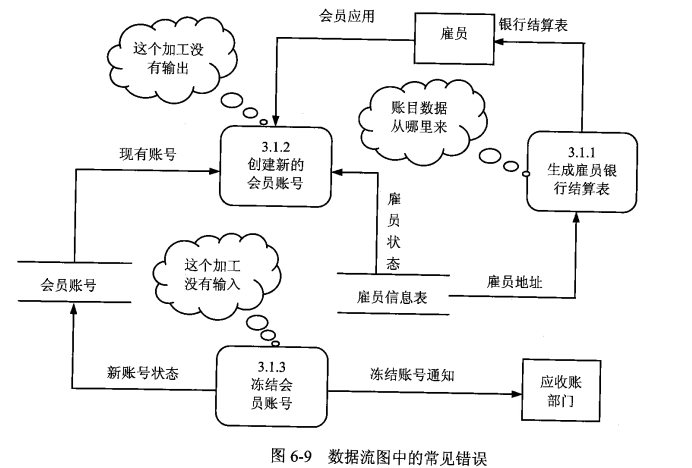 会员应用
雇员
银行结算表
这个加工没
有输出
账目数据
从哪里来
现有账号
3.1.2
创建新的
会员账号
3.1.1
生成雇员银
行结算表
雇员状态
这个加工
没有输入
会员账号
雇员信息表
雇员地址
新账号状态
3.1.3
冻结会
员账号
冻结账号通知
应收账
部门
图 6-9 数据流图中的常见错误